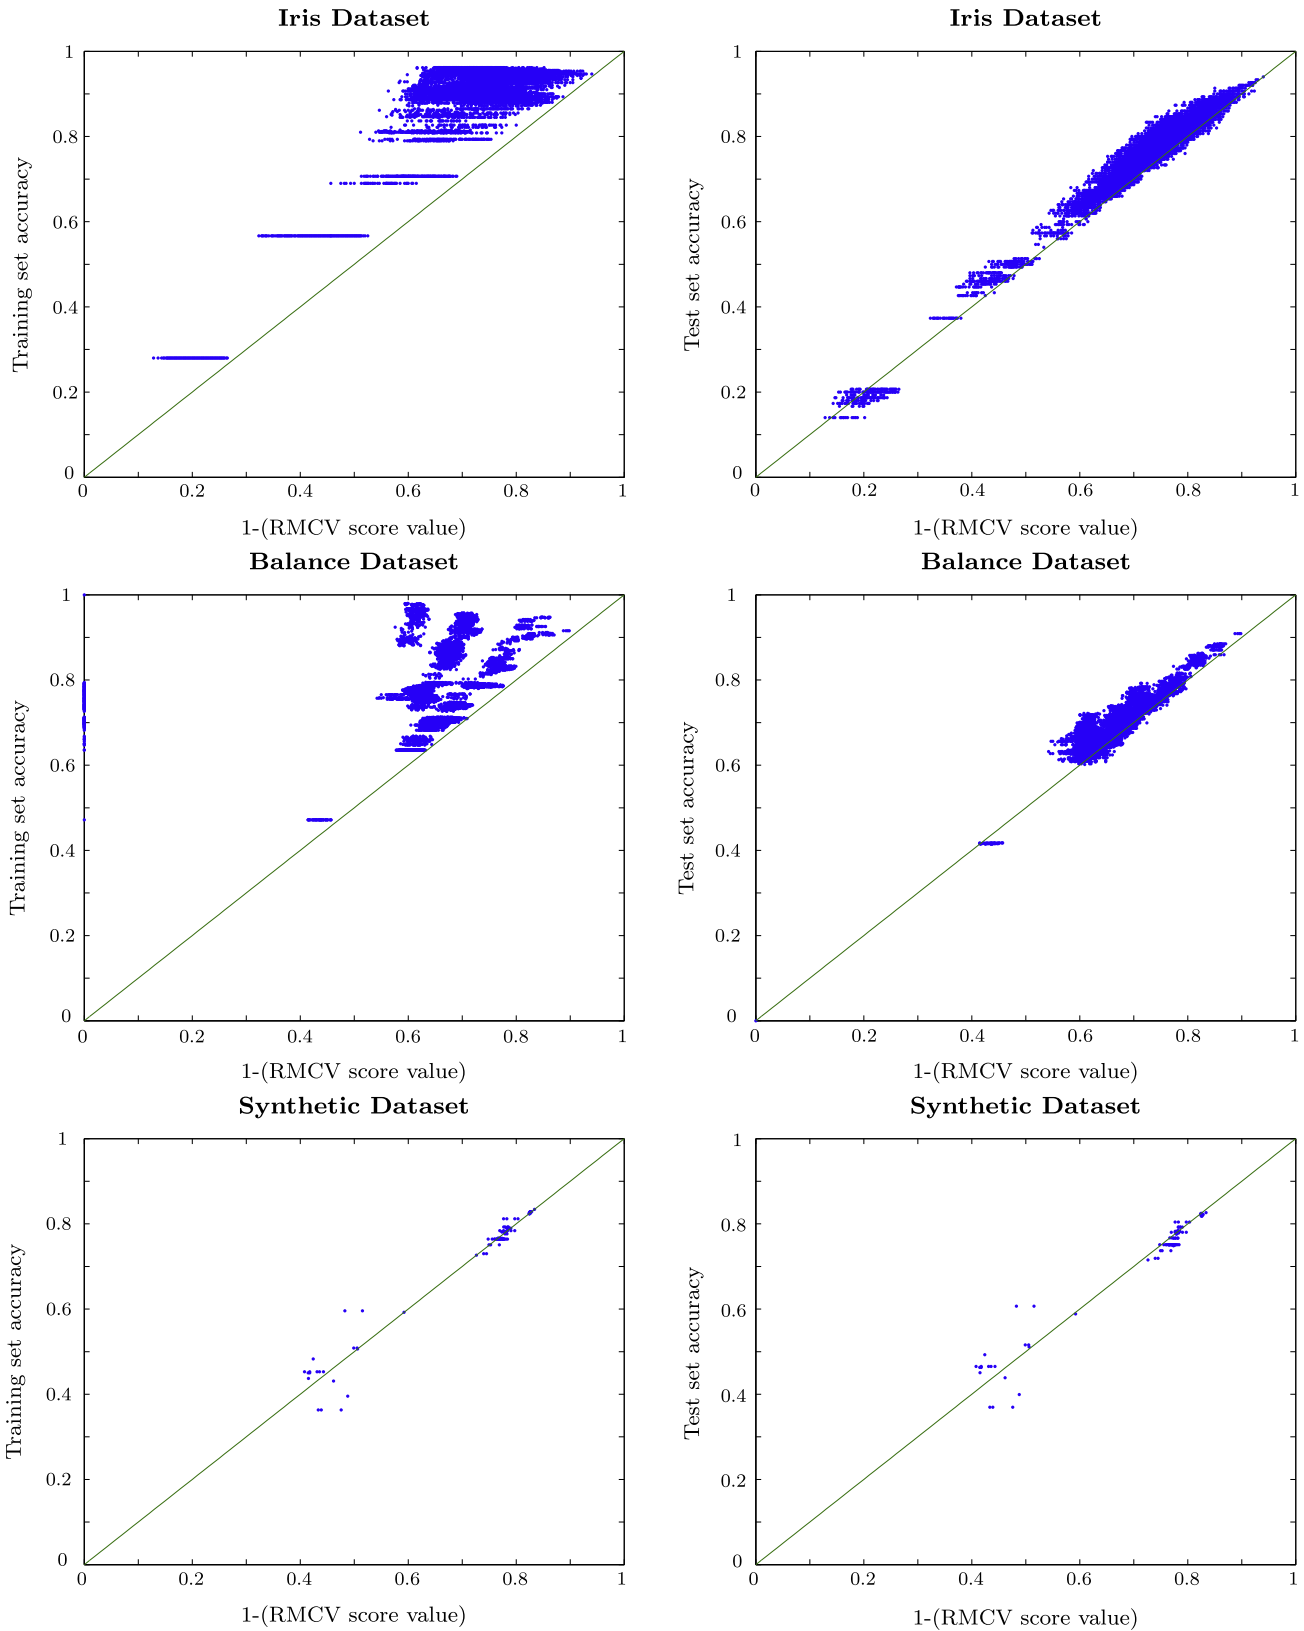 Iris Dataset
Training set accuracy
1
0.8
0.6
0.4
0.2
0
0 0.2 0.4 0.6 0.8 1
1-(RMCV score value)
Iris Dataset
Test set accuracy
1
0.8
0.6
0.4
0.2
0
0 0.2 0.4 0.6 0.8 1
1-(RMCV score value)
Balance Dataset
Training set accuracy
1
0.8
0.6
0.4
0.2
0
0 0.2 0.4 0.6 0.8 1
1-(RMCV score value)
Balance Dataset
Test set accuracy
1
0.8
0.6
0.4
0.2
0
0 0.2 0.4 0.6 0.8 1
1-(RMCV score value)
Synthetic Dataset
Training set accuracy
1
0.8
0.6
0.4
0.2
0
0 0.2 0.4 0.6 0.8 1
1-(RMCV score value)
Synthetic Dataset
Test set accuracy
1
0.8
0.6
0.4
0.2
0
0 0.2 0.4 0.6 0.8 1
1-(RMCV score value)